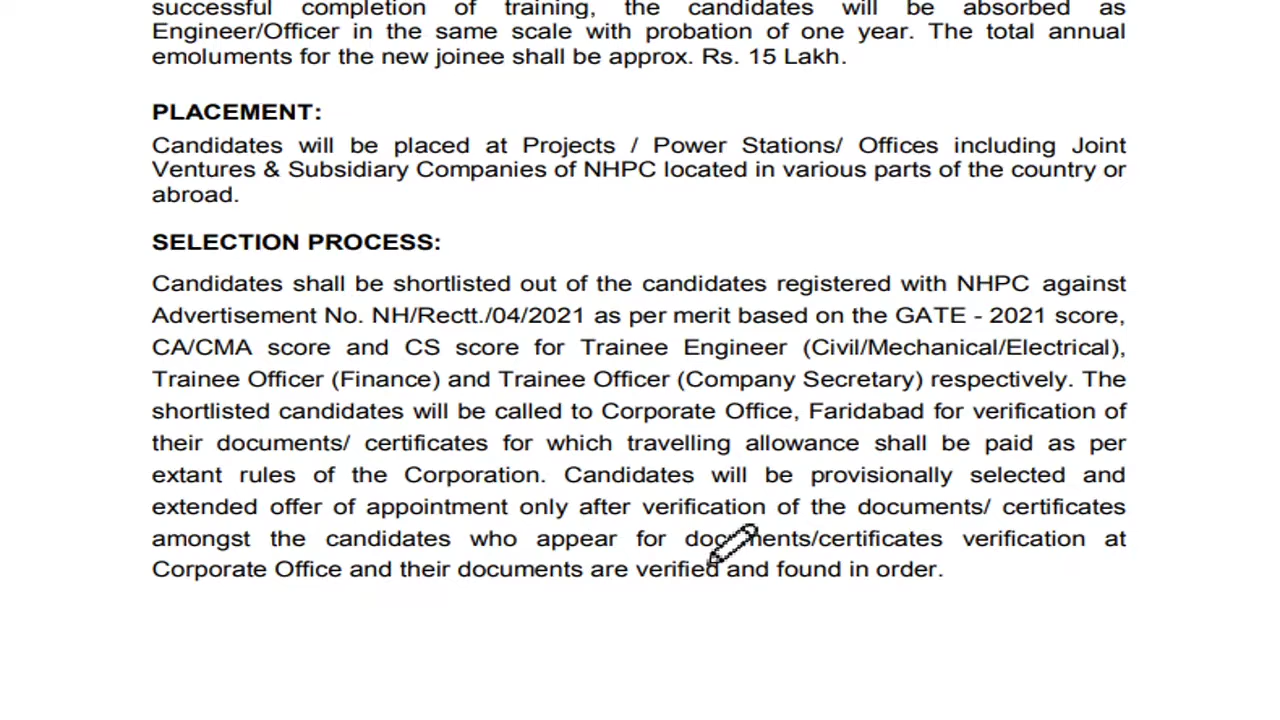 successful completion of training, the candidates will be absorbed as
Engineer/Officer in the same scale with probation of one year. The total annual
emoluments for the new joinee shall be approx. Rs. 15 Lakh.
PLACEMENT:
Candidates will be placed at Projects / Power Stations/ Offices including Joint
Ventures & Subsidiary Companies of NHPC located in various parts of the country or
abroad.
SELECTION PROCESS:
Candidates shall be shortlisted out of the candidates registered with NHPC against
Advertisement No. NH/Rectt./04/2021 as per merit based on the GATE - 2021 score,
CA/CMA score and CS score for Trainee Engineer (Civil/Mechanical/Electrical),
Trainee Officer (Finance) and Trainee Officer (Company Secretary) respectively. The
shortlisted candidates will be called to Corporate Office, Faridabad for verification of
their documents/ certificates for which travelling allowance shall be paid as per
extant rules of the Corporation. Candidates will be provisionally selected and
extended offer of appointment only after verification of the documents/ certificates
amongst the candidates who appear for documents/certificates verification at
Corporate Office and their documents are verified and found in order.